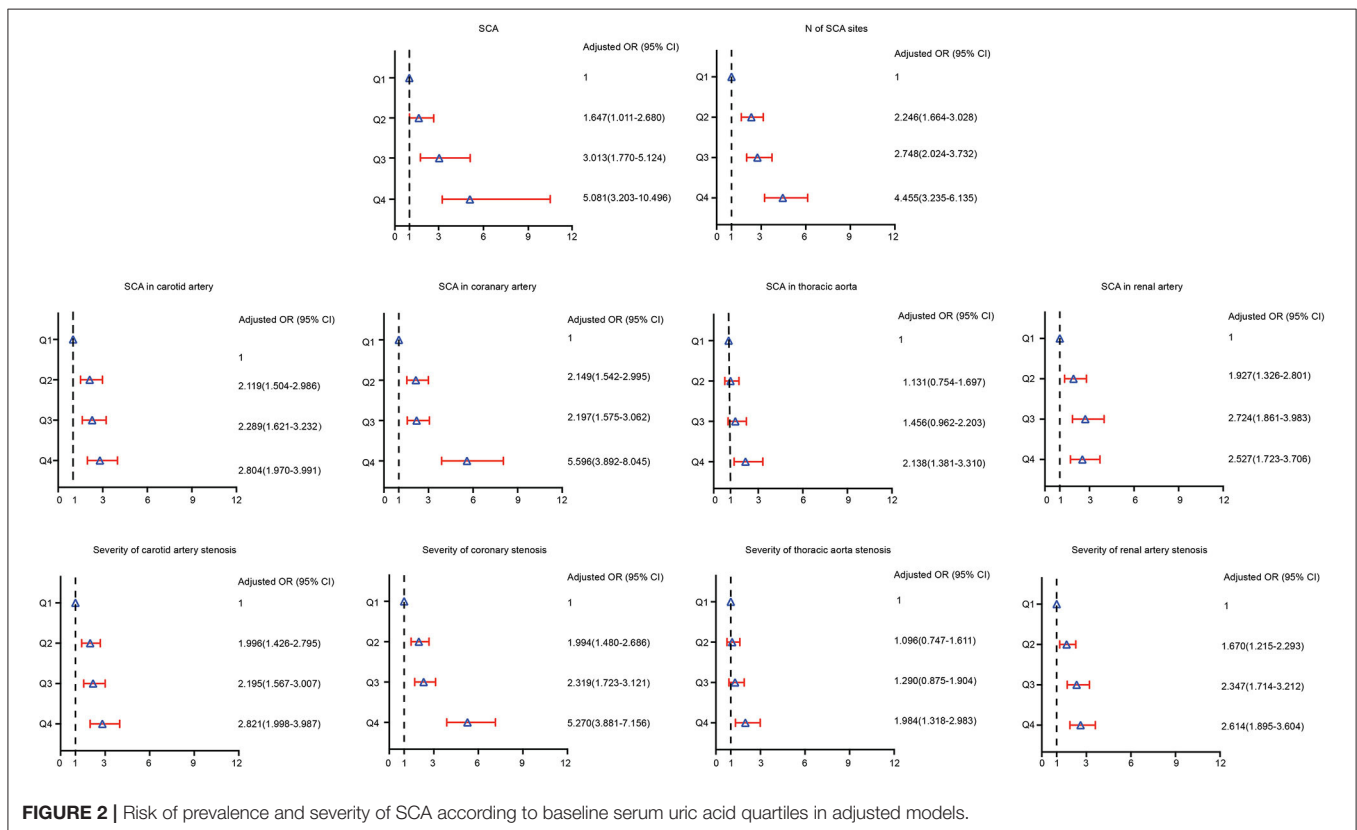 SCA
Adjusted OR (95% CI)
Q1
1
Q2
1.647(1.011-2.680)
Q3
3.013(1.770-5.124)
Q4
5.081(3.203-10.496)
0 1 3 6 9 12
N of SCA sites
Adjusted OR (95% CI)
Q1
1
Q2
2.246(1.664-3.028)
Q3
2.748(2.024-3.732)
Q4
4.455(3.235-6.135)
0 1 3 6 9 12
SCA in carotid artery
Adjusted OR (95% CI)
Q1
1
Q2
2.119(1.504-2.986)
Q3
2.289(1.621-3.232)
Q4
2.804(1.970-3.991)
0 1 3 6 9 12
SCA in coranary artery
Adjusted OR (95% CI)
Q1
1
Q2
2.149(1.542-2.995)
Q3
2.197(1.575-3.062)
Q4
5.596(3.892-8.045)
0 1 3 6 9 12
SCA in thoracic aorta
Adjusted OR (95% CI)
Q1
1
Q2
1.131(0.754-1.697)
Q3
1.456(0.962-2.203)
Q4
2.138(1.381-3.310)
0 1 3 6 9 12
SCA in renal artery
Adjusted OR (95% CI)
Q1
1
Q2
1.927(1.326-2.801)
Q3
2.724(1.861-3.983)
Q4
2.527(1.723-3.706)
0 1 3 6 9 12
Severity of carotid artery stenosis
Adjusted OR (95% CI)
Q1
1
Q2
1.996(1.426-2.795)
Q3
2.195(1.567-3.007)
Q4
2.821(1.998-3.987)
0 1 3 6 9 12
Severity of coronary stenosis
Adjusted OR (95% CI)
Q1
1
Q2
1.994(1.480-2.686)
Q3
2.319(1.723-3.121)
Q4
5.270(3.881-7.156)
0 1 3 6 9 12
Severity of thoracic aorta stenosis
Adjusted OR (95% CI)
Q1
1
Q2
1.096(0.747-1.611)
Q3
1.290(0.875-1.904)
Q4
1.984(1.318-2.983)
0 1 3 6 9 12
Severity of renal artery stenosis
Adjusted OR (95% CI)
Q1
1
Q2
1.670(1.215-2.293)
Q3
2.347(1.714-3.212)
Q4
2.614(1.895-3.604)
0 1 3 6 9 12
FIGURE 2 | Risk of prevalence and severity of SCA according to baseline serum uric acid quartiles in adjusted models.